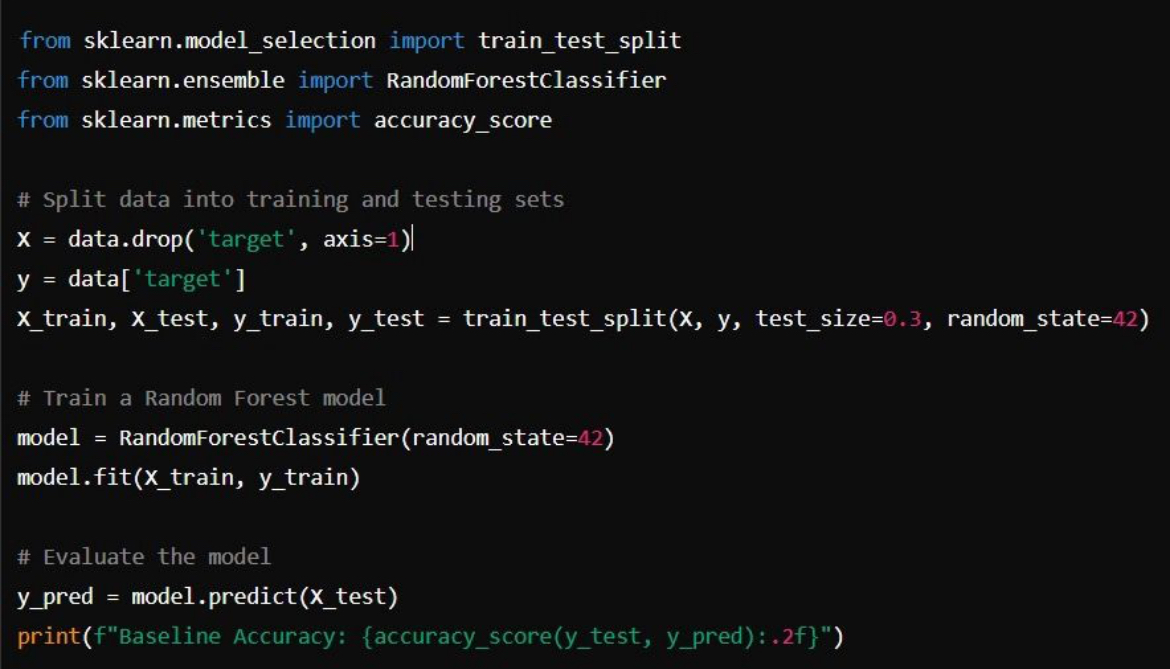 from sklearn.model_selection import train_test_split
from sklearn.ensemble import RandomForestClassifier
from sklearn.metrics import accuracy_score
# Split data into training and testing sets
X = data.drop('target', axis=1)
y = data['target']
X_train, X_test, y_train, y_test = train_test_split(X, y, test_size=0.3, random_state=42)
# Train a Random Forest model
model = RandomForestClassifier(random_state=42)
model.fit(X_train, y_train)
# Evaluate the model
y_pred = model.predict(X_test)
print(f"Baseline Accuracy: {accuracy_score(y_test, y_pred):.2f}")